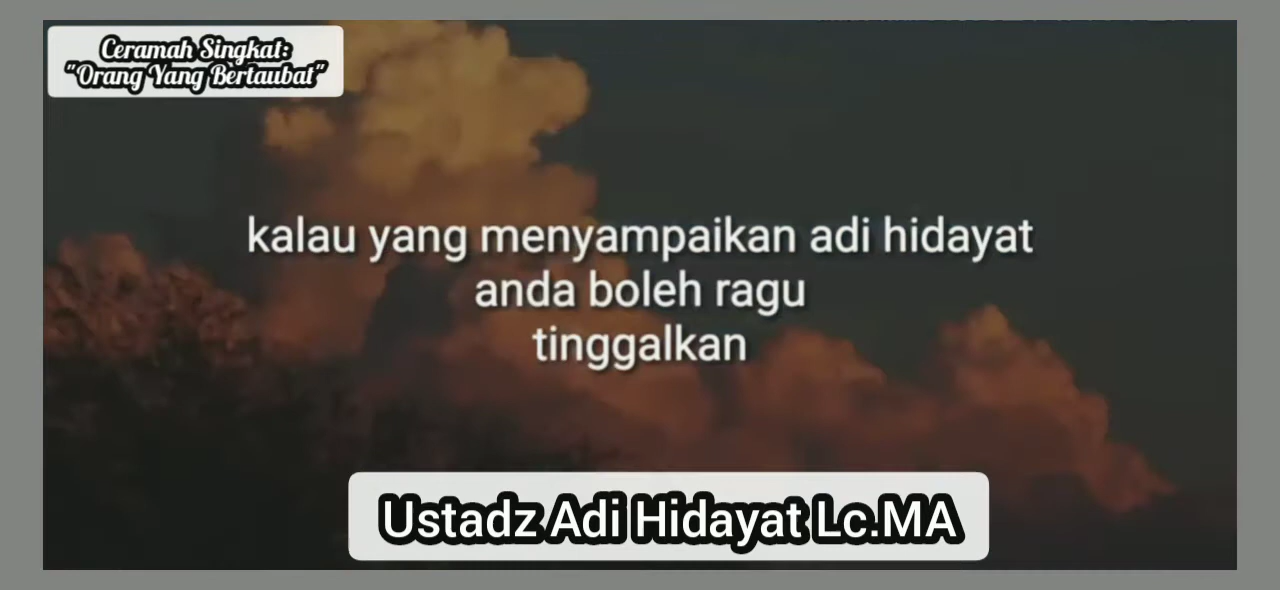 Ceramah Singkat:
"Orang Yang Bertaubat"
kalau yang menyampaikan adi hidayat
anda boleh ragu
tinggalkan
Ustadz Adi Hidayat Lc.MA